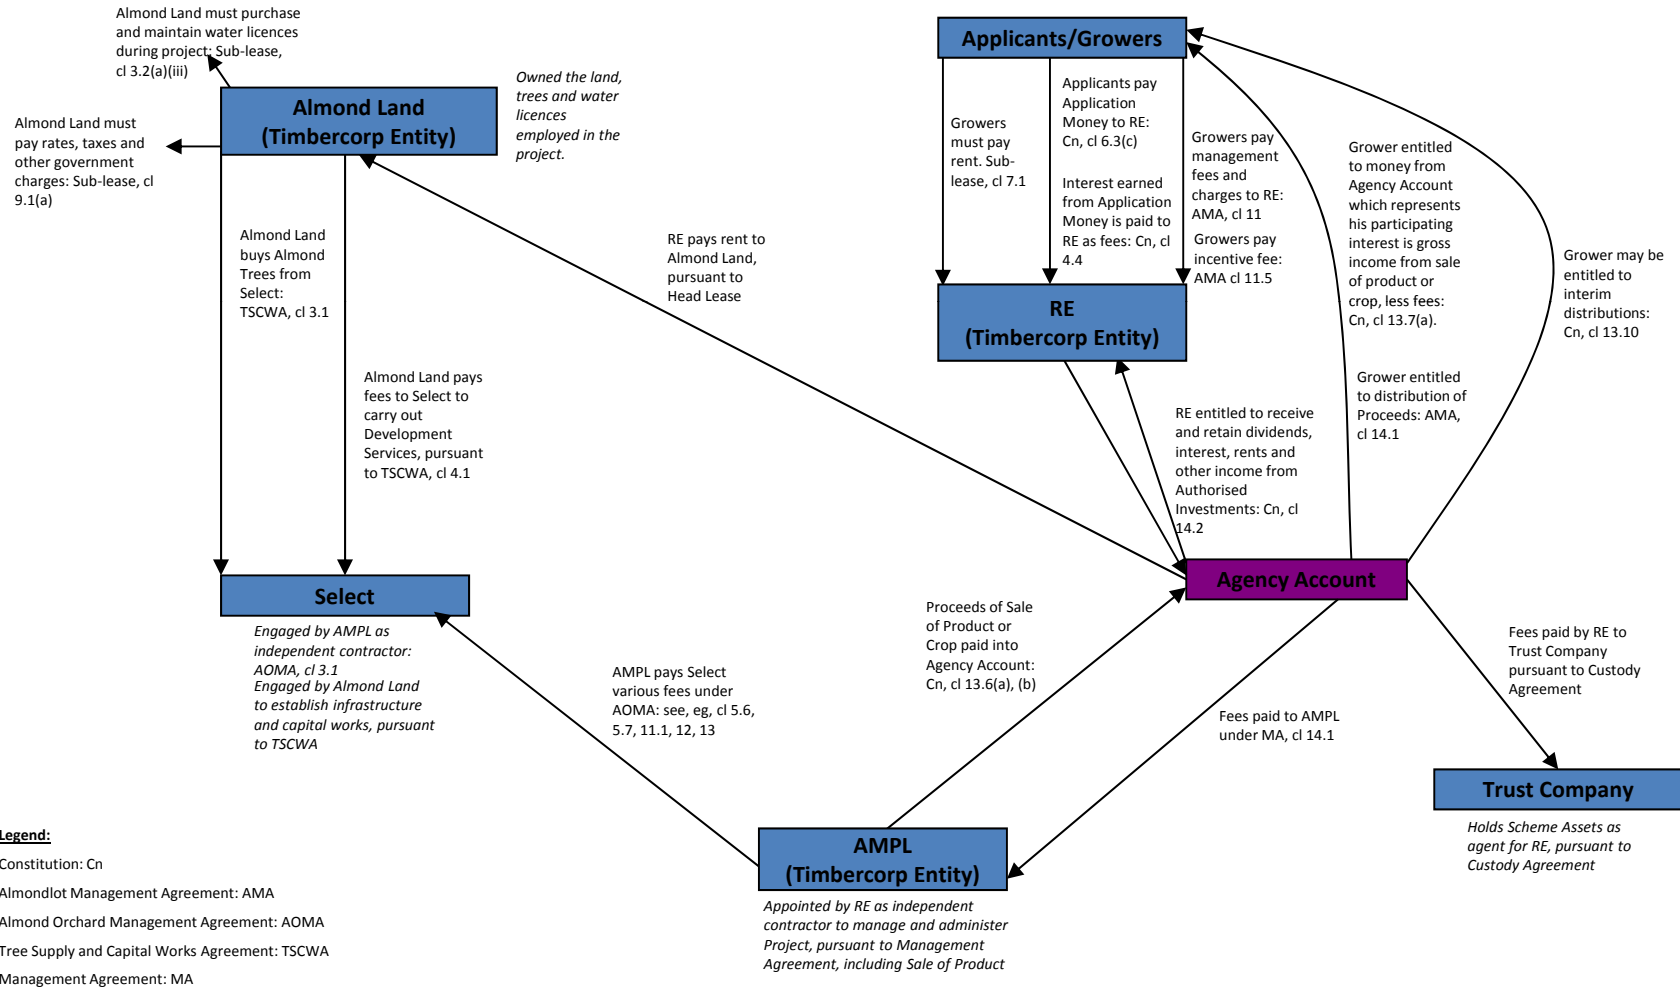 Almond Land must purchase
and maintain water licences
during project: Sub-lease,
cl 3.2(a)(iii)
Almond Land
(Timbercorp Entity)
Owned the land,
trees and water
licences
employed in the
project.
Almond Land must
pay rates, taxes and
other government
charges: Sub-lease, cl
9.1(a)
Almond Land
buys Almond
Trees from
Select:
TSCWA, cl 3.1
Almond Land pays
fees to Select to
carry out
Development
Services, pursuant
to TSCWA, cl 4.1
RE pays rent to
Almond Land,
pursuant to
Head Lease
Applicants/Growers
Growers
must pay
rent. Sub-
lease, cl 7.1
Applicants pay
Application
Money to RE:
Cn, cl 6.3(c)
Interest earned
from Application
Money is paid to
RE as fees: Cn, cl
4.4
Growers pay
management
fees and
charges to RE:
AMA, cl 11
Growers pay
incentive fee:
AMA cl 11.5
Grower entitled
to money from
Agency Account
which represents
his participating
interest is gross
income from sale
of product or
crop, less fees:
Cn, cl 13.7(a).
Grower entitled
to distribution of
Proceeds: AMA,
cl 14.1
Grower may be
entitled to
interim
distributions:
Cn, cl 13.10
RE
(Timbercorp Entity)
RE entitled to receive
and retain dividends,
interest, rents and
other income from
Authorised
Investments: Cn, cl
14.2
Agency Account
Select
Engaged by AMPL as
independent contractor:
AOMA, cl 3.1
Engaged by Almond Land
to establish infrastructure
and capital works, pursuant
to TSCWA
AMPL pays Select
various fees under
AOMA: see, eg, cl 5.6,
5.7, 11.1, 12, 13
Proceeds of Sale
of Product or
Crop paid into
Agency Account:
Cn, cl 13.6(a), (b)
Fees paid to AMPL
under MA, cl 14.1
Fees paid by RE to
Trust Company
pursuant to Custody
Agreement
Trust Company
Holds Scheme Assets as
agent for RE, pursuant to
Custody Agreement
AMPL
(Timbercorp Entity)
Appointed by RE as independent
contractor to manage and administer
Project, pursuant to Management
Agreement, including Sale of Product
Legend:
Constitution: Cn
Almondlot Management Agreement: AMA
Almond Orchard Management Agreement: AOMA
Tree Supply and Capital Works Agreement: TSCWA
Management Agreement: MA